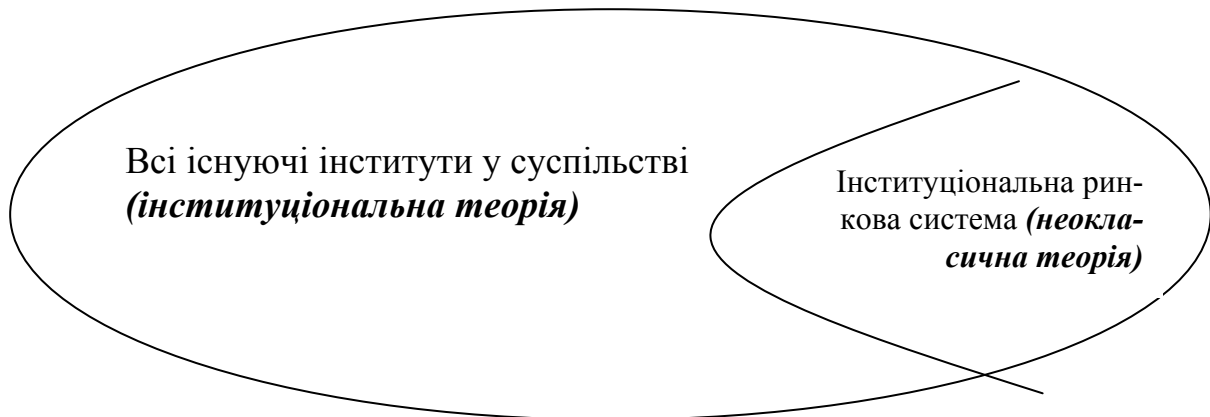 Всі існуючі інститути у суспільстві
(інституціональна теорія)
Інституціональна рин-
кова система (неокла-
сична теорія)